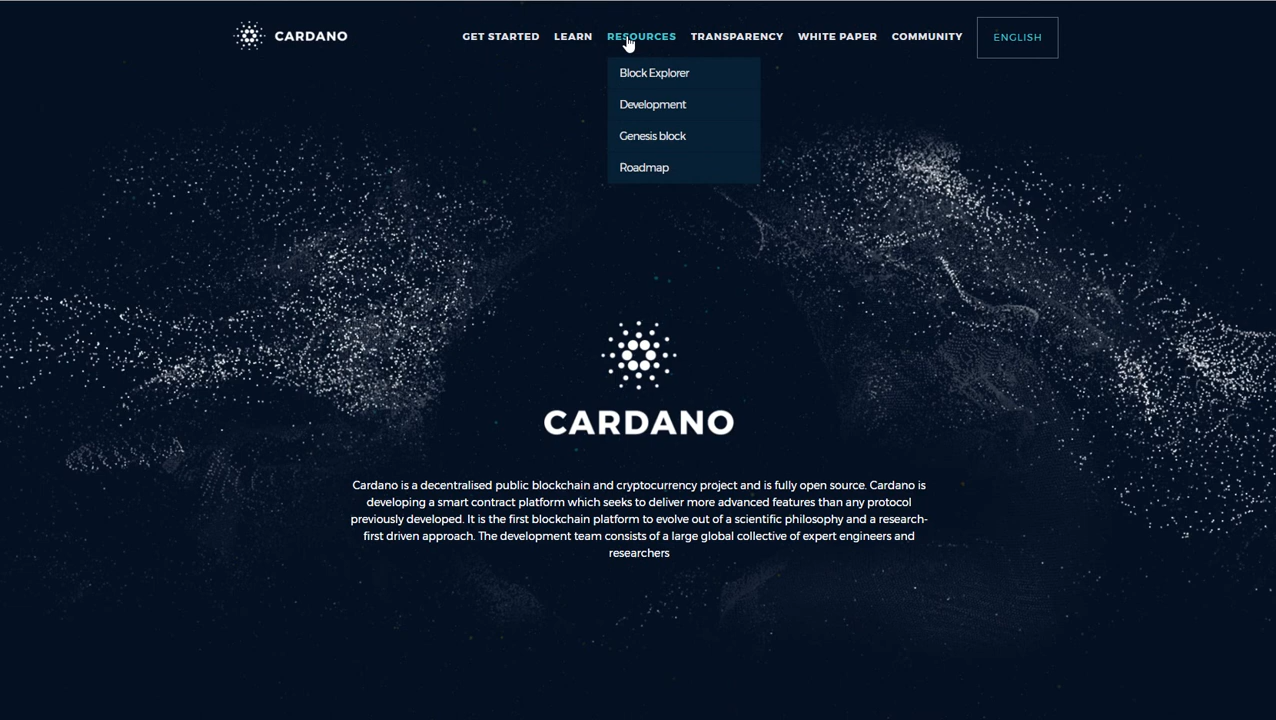 CARDANO
GET STARTED LEARN RESOURCES TRANSPARENCY WHITE PAPER COMMUNITY ENGLISH
Block Explorer
Development
Genesis block
Roadmap
CARDANO
Cardano is a decentralised public blockchain and cryptocurrency project and is fully open source. Cardano is
developing a smart contract platform which seeks to deliver more advanced features than any protocol
previously developed. It is the first blockchain platform to evolve out of a scientific philosophy and a research-
first driven approach. The development team consists of a large global collective of expert engineers and
researchers